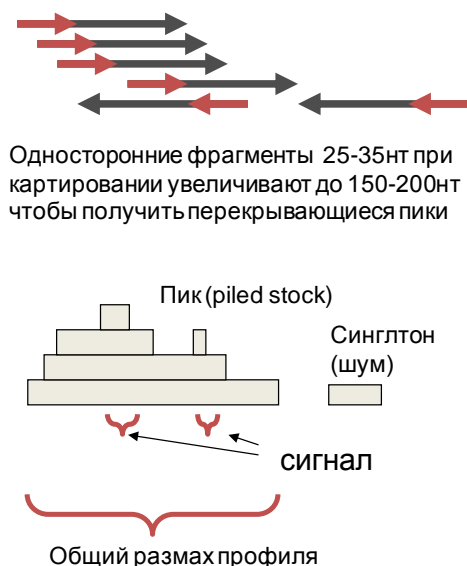 Односторонние фрагменты 25-35нт при
картировании увеличивают до 150-200нт
чтобы получить перекрывающиеся пики
Пик (piled stock)
Синглтон
(шум)
сигнал
Общий размах профиля